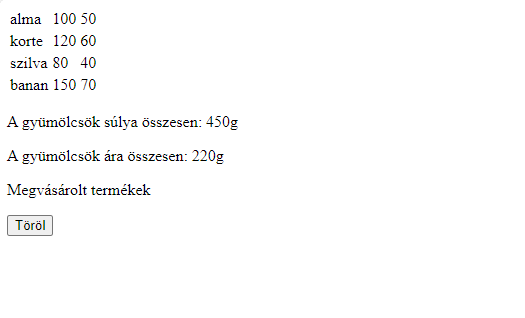 alma 100 50
korte 120 60
szilva 80 40
banan 150 70
A gyümölcsök súlya összesen: 450g
A gyümölcsök ára összesen: 220g
Megvásárolt termékek
Töröl